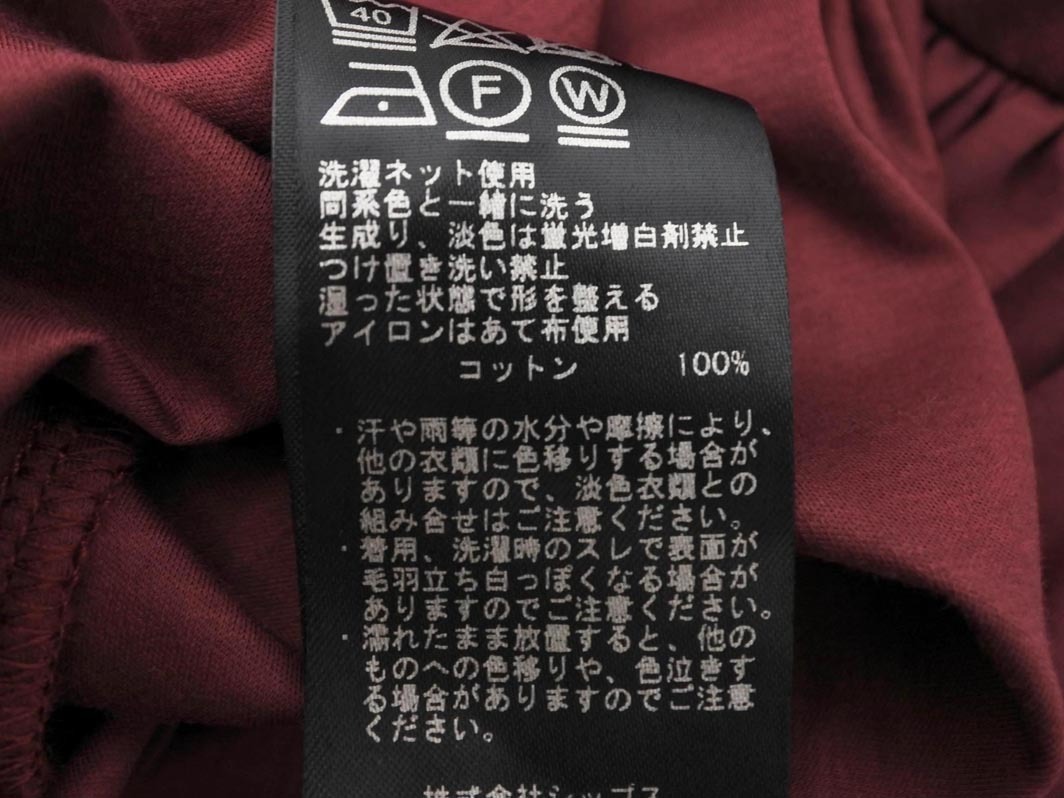 40
F W
洗濯ネット使用
同系色と一緒に洗う
生成り、淡色は蛍光増白剤禁止
つけ置き洗い禁止
湿った状態で形を整える
アイロンはあて布使用
コットン 100%
・汗や雨等の水分や摩擦により、
他の衣類に色移りする場合が
ありますので、淡色衣類との
組み合せはご注意ください。
・着用、洗濯時のスレで表面が
毛羽立ち白っぽくなる場合が
ありますのでご注意ください。
・濡れたまま放置すると、他の
ものへの色移りや、色泣きす
る場合がありますのでご注意
ください。
株式会社シップス